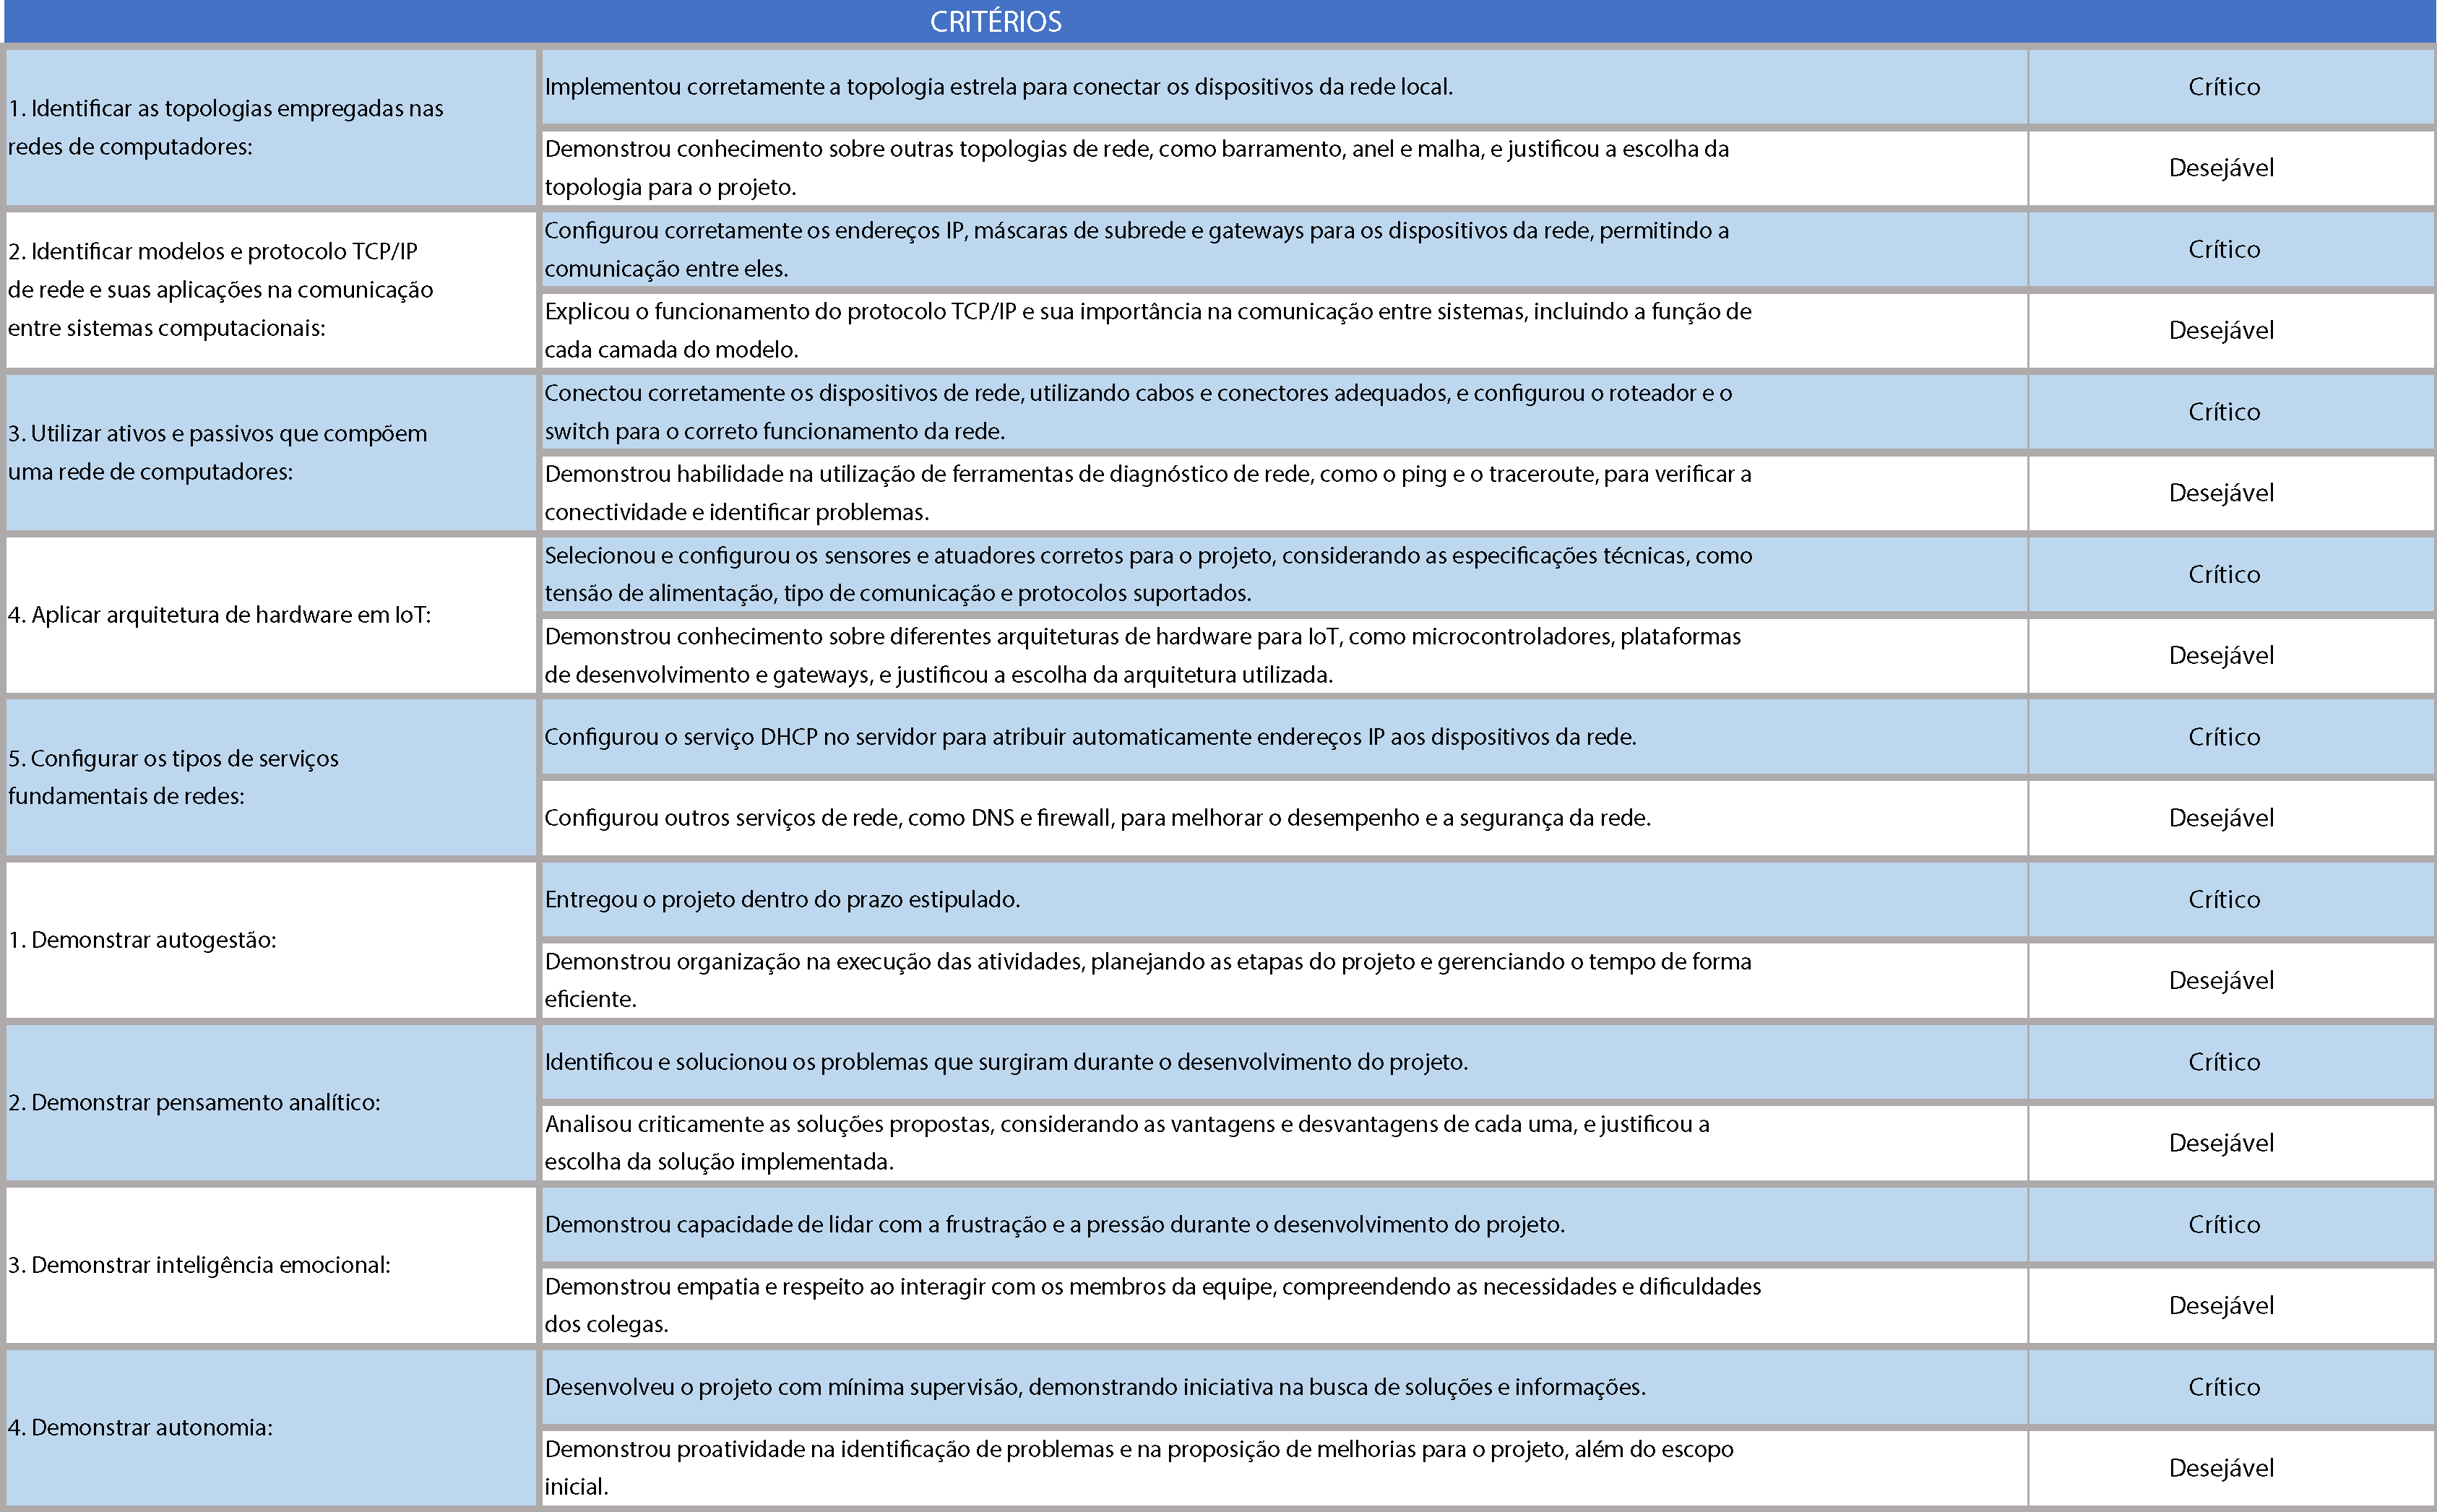 CRITÉRIOS
1. Identificar as topologias empregadas nas
redes de computadores:
Implementou corretamente a topologia estrela para conectar os dispositivos da rede local.
Crítico
Demonstrou conhecimento sobre outras topologias de rede, como barramento, anel e malha, e justificou a escolha da
topologia para o projeto.
Desejável
2. Identificar modelos e protocolo TCP/IP
de rede e suas aplicações na comunicação
entre sistemas computacionais:
Configurou corretamente os endereços IP, máscaras de subrede e gateways para os dispositivos da rede, permitindo a
comunicação entre eles.
Crítico
Explicou o funcionamento do protocolo TCP/IP e sua importância na comunicação entre sistemas, incluindo a função de
cada camada do modelo.
Desejável
3. Utilizar ativos e passivos que compõem
uma rede de computadores:
Conectou corretamente os dispositivos de rede, utilizando cabos e conectores adequados, e configurou o roteador e o
switch para o correto funcionamento da rede.
Crítico
Demonstrou habilidade na utilização de ferramentas de diagnóstico de rede, como o ping e o traceroute, para verificar a
conectividade e identificar problemas.
Desejável
4. Aplicar arquitetura de hardware em IoT:
Selecionou e configurou os sensores e atuadores corretos para o projeto, considerando as especificações técnicas, como
tensão de alimentação, tipo de comunicação e protocolos suportados.
Crítico
Demonstrou conhecimento sobre diferentes arquiteturas de hardware para IoT, como microcontroladores, plataformas
de desenvolvimento e gateways, e justificou a escolha da arquitetura utilizada.
Desejável
5. Configurar os tipos de serviços
fundamentais de redes:
Configurou o serviço DHCP no servidor para atribuir automaticamente endereços IP aos dispositivos da rede.
Crítico
Configurou outros serviços de rede, como DNS e firewall, para melhorar o desempenho e a segurança da rede.
Desejável
1. Demonstrar autogestão:
Entregou o projeto dentro do prazo estipulado.
Crítico
Demonstrou organização na execução das atividades, planejando as etapas do projeto e gerenciando o tempo de forma
eficiente.
Desejável
2. Demonstrar pensamento analítico:
Identificou e solucionou os problemas que surgiram durante o desenvolvimento do projeto.
Crítico
Analisou criticamente as soluções propostas, considerando as vantagens e desvantagens de cada uma, e justificou a
escolha da solução implementada.
Desejável
3. Demonstrar inteligência emocional:
Demonstrou capacidade de lidar com a frustração e a pressão durante o desenvolvimento do projeto.
Crítico
Demonstrou empatia e respeito ao interagir com os membros da equipe, compreendendo as necessidades e dificuldades
dos colegas.
Desejável
4. Demonstrar autonomia:
Desenvolveu o projeto com mínima supervisão, demonstrando iniciativa na busca de soluções e informações.
Crítico
Demonstrou proatividade na identificação de problemas e na proposição de melhorias para o projeto, além do escopo
inicial.
Desejável